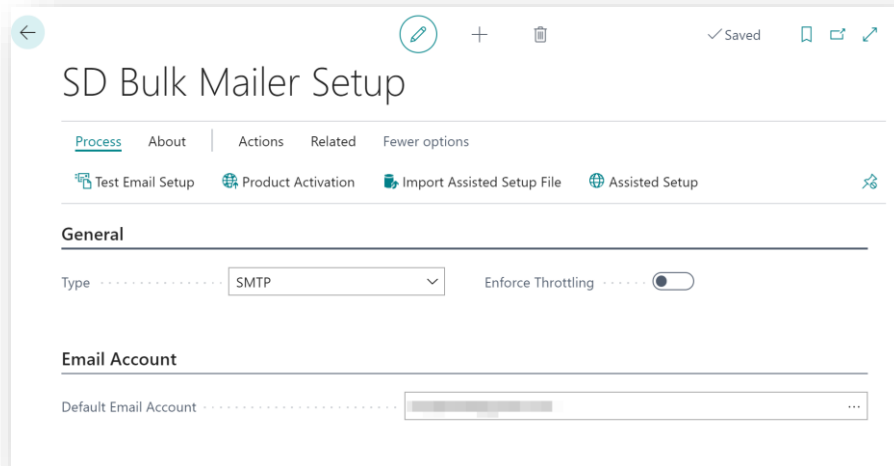 Saved
SD Bulk Mailer Setup
Process About Actions Related Fewer options
Test Email Setup Product Activation Import Assisted Setup File Assisted Setup
General
Type SMTP Enforce Throttling
Email Account
Default Email Account